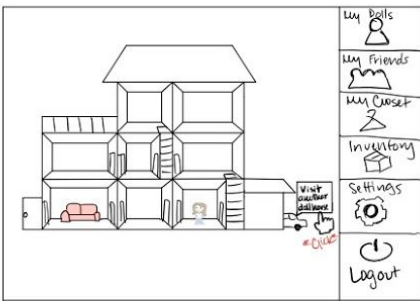 My Dolls
My Friends
My Closet
Inventory
Settings
Logout
Visit
another
dollhouse
*Click*